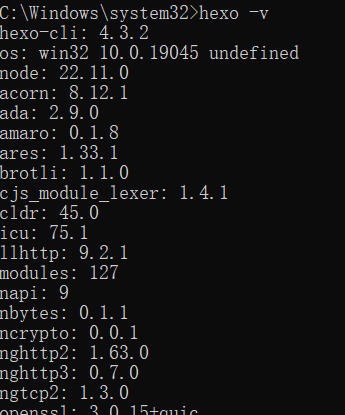 C:\Windows\system32>hexo -v
hexo-cli: 4.3.2
os: win32 10.0.19045 undefined
node: 22.11.0
acorn: 8.12.1
ada: 2.9.0
amaro: 0.1.8
ares: 1.33.1
brotli: 1.1.0
cjs_module_lexer: 1.4.1
cldr: 45.0
icu: 75.1
llhttp: 9.2.1
modules: 127
napi: 9
nbytes: 0.1.1
ncrypto: 0.0.1
nghttp2: 1.63.0
nghttp3: 0.7.0
ngtcp2: 1.3.0
openssl: 3.0.15+quic